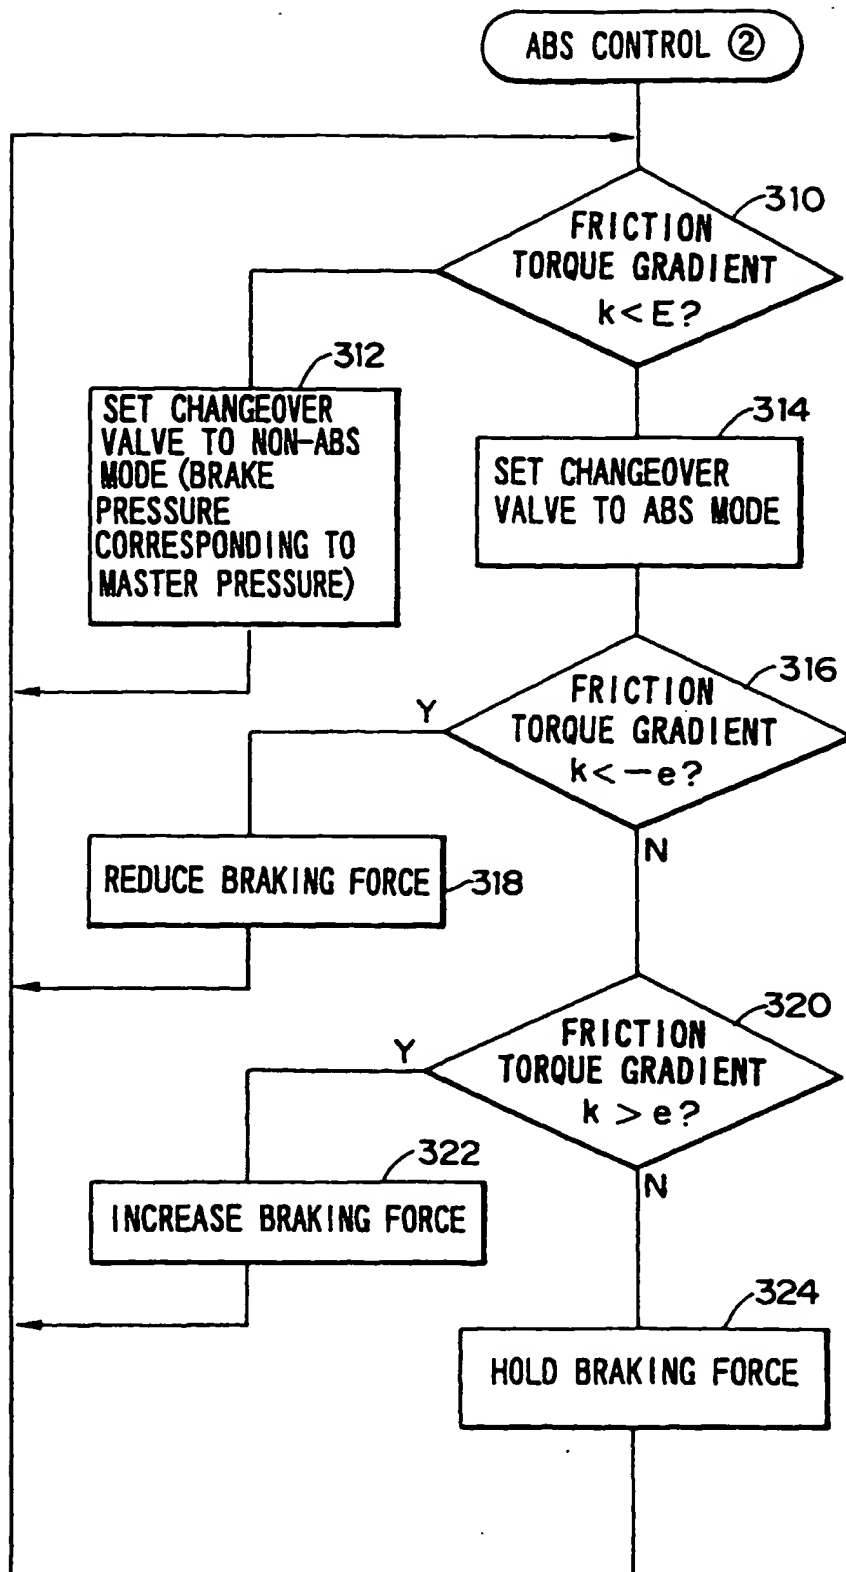 ABS CONTROL ②
310
FRICTION
TORQUE GRADIENT
k < E?
312
SET CHANGEOVER
VALVE TO NON-ABS
MODE (BRAKE
PRESSURE
CORRESPONDING TO
MASTER PRESSURE)
314
SET CHANGEOVER
VALVE TO ABS MODE
316
FRICTION
TORQUE GRADIENT
k < -e?
Y
N
REDUCE BRAKING FORCE
318
320
FRICTION
TORQUE GRADIENT
k > e?
Y
N
322
INCREASE BRAKING FORCE
324
HOLD BRAKING FORCE